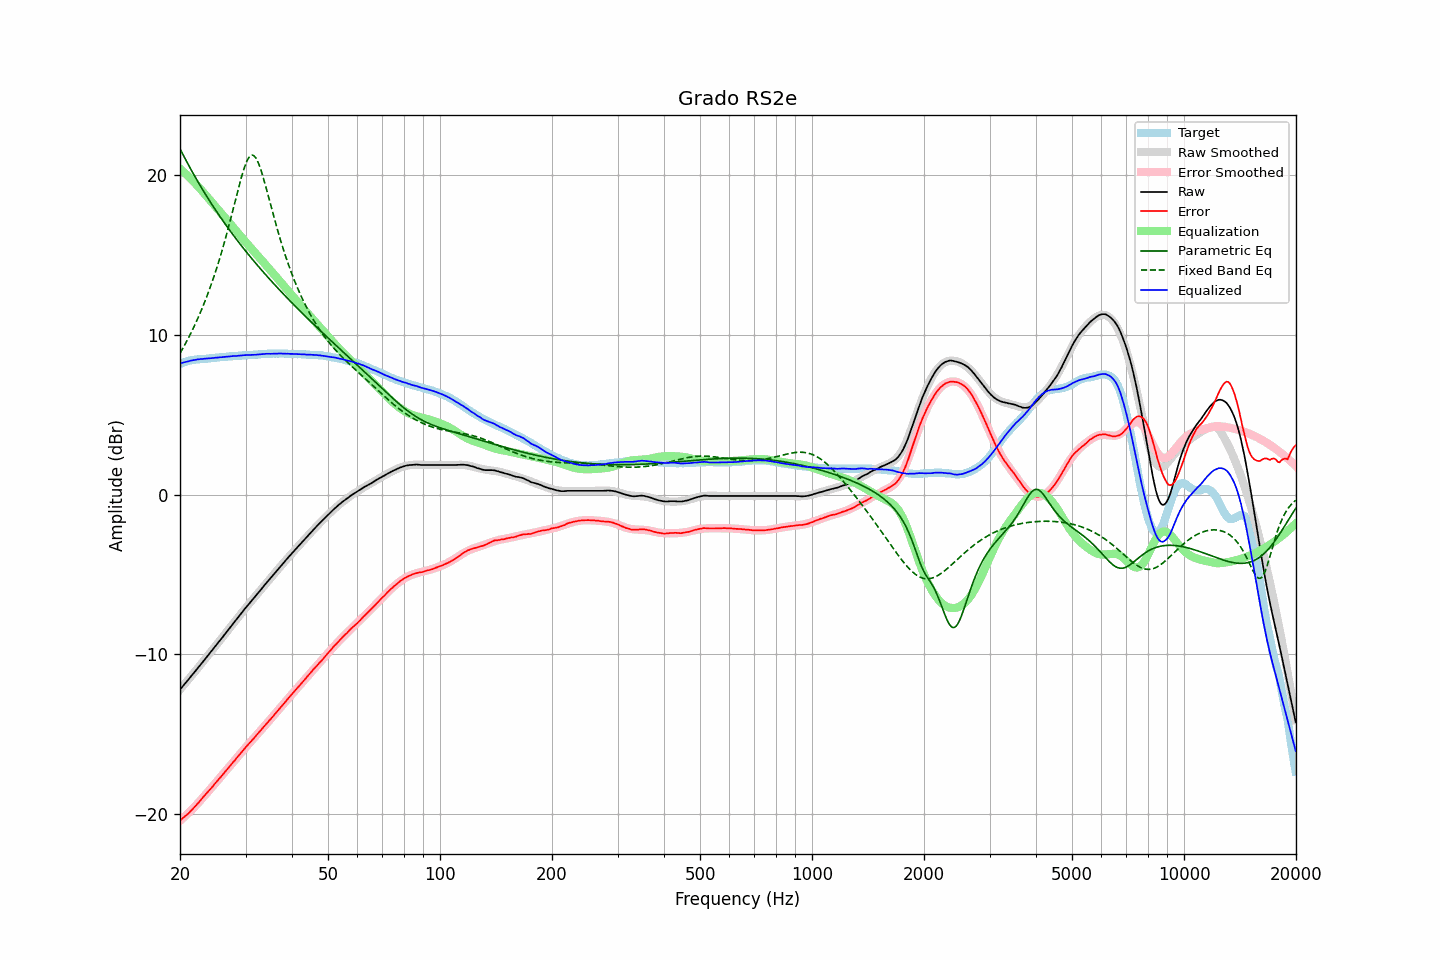 Grado RS2e
Target
Raw Smoothed
Error Smoothed
Raw
Error
Equalization
Parametric Eq
Fixed Band Eq
Equalized
Amplitude (dBr)
20
10
0
−10
−20
20 50 100 200 500 1000 2000 5000 10000 20000
Frequency (Hz)